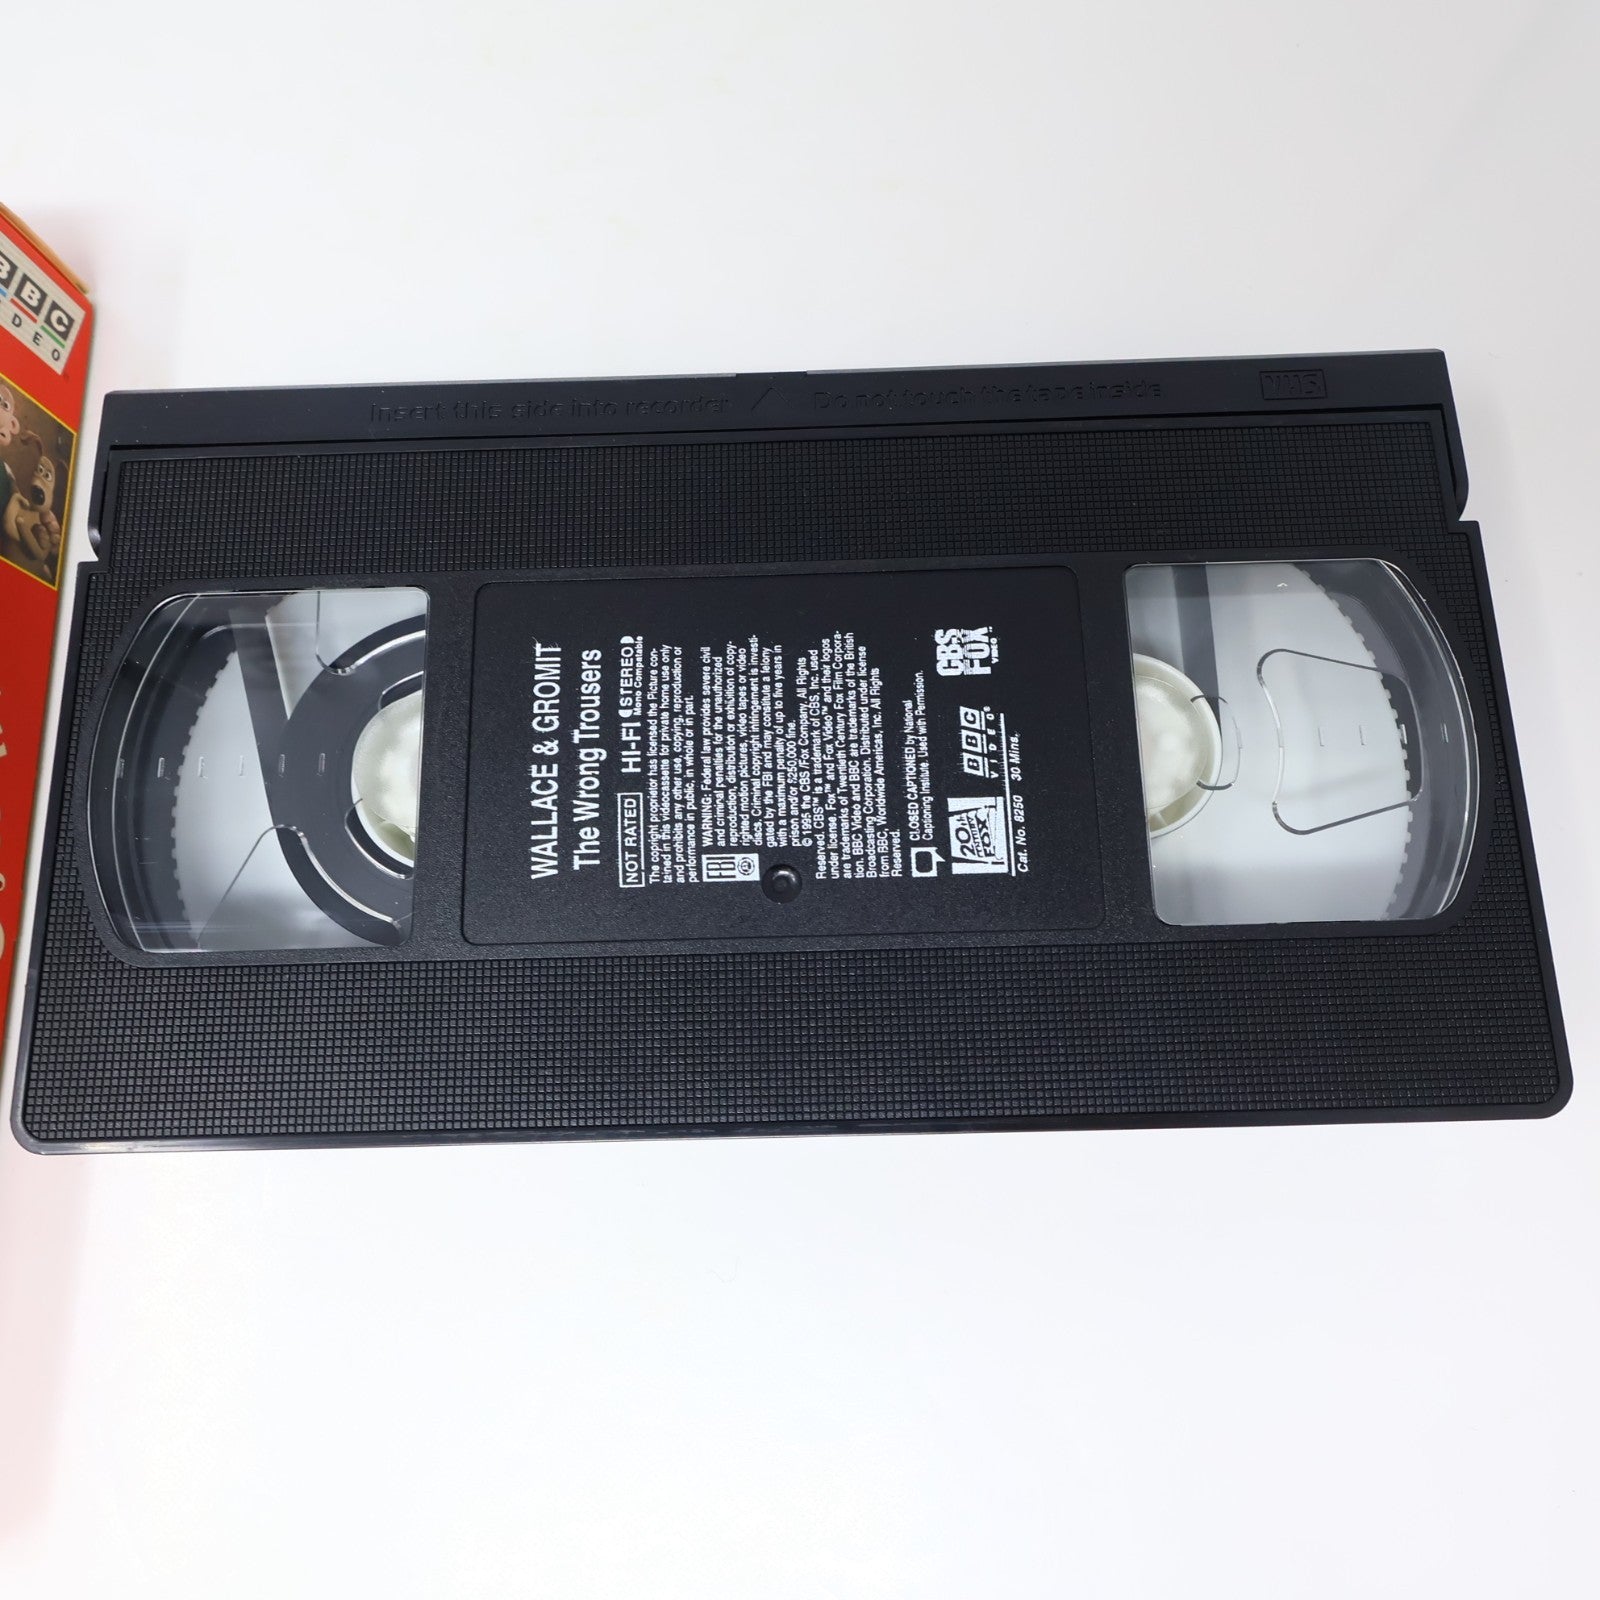 BBC
DEO
Insert this side into recorder
Do not touch the tape inside
VHS
WALLACE & GROMIT
The Wrong Trousers
NOT RATED HI-FI STEREO
Mono Compatable
The copyright proprietor has licensed the Picture con-
tained in this videocassette for private home use only
and prohibits any other use, copying, reproduction or
performance in public, in whole or in part.
FBI
WARNING: Federal law provides severe civil
and criminal penalties for the unauthorized
reproduction, distribution or exhibition of copy-
righted motion pictures, video tapes or video
discs. Criminal copyright infringement is investi-
gated by the FBI and may constitute a felony
with a maximum penalty of up to five years in
prison and/or $250,000 fine.
© 1995 the CBS /Fox Company. All Rights
Reserved. CBS™ is a trademark of CBS, Inc. used
under license. Fox™ and Fox Video™ and their logos
are trademarks of Twentieth Century Fox Film Corpora-
tion. BBC Video and BBC are trademarks of the British
Broadcasting Corporation. Distributed under license
from BBC, Worldwide Americas, Inc. All Rights
Reserved.
CLOSED CAPTIONED by National
Captioning Institute. Used with Permission.
20th CENTURY FOX
BBC
VIDEO
CBS
FOX
VIDEO
Cat. No. 8250 30 Mins.